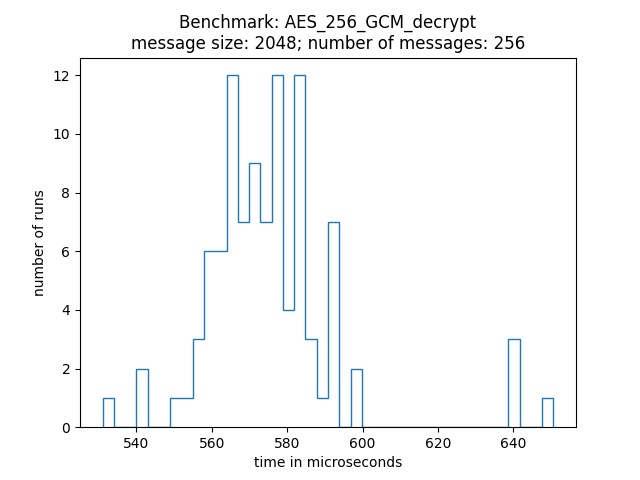 Benchmark: AES_256_GCM_decrypt
message size: 2048; number of messages: 256
number of runs
12
10
8
6
4
2
0
540 560 580 600 620 640
time in microseconds